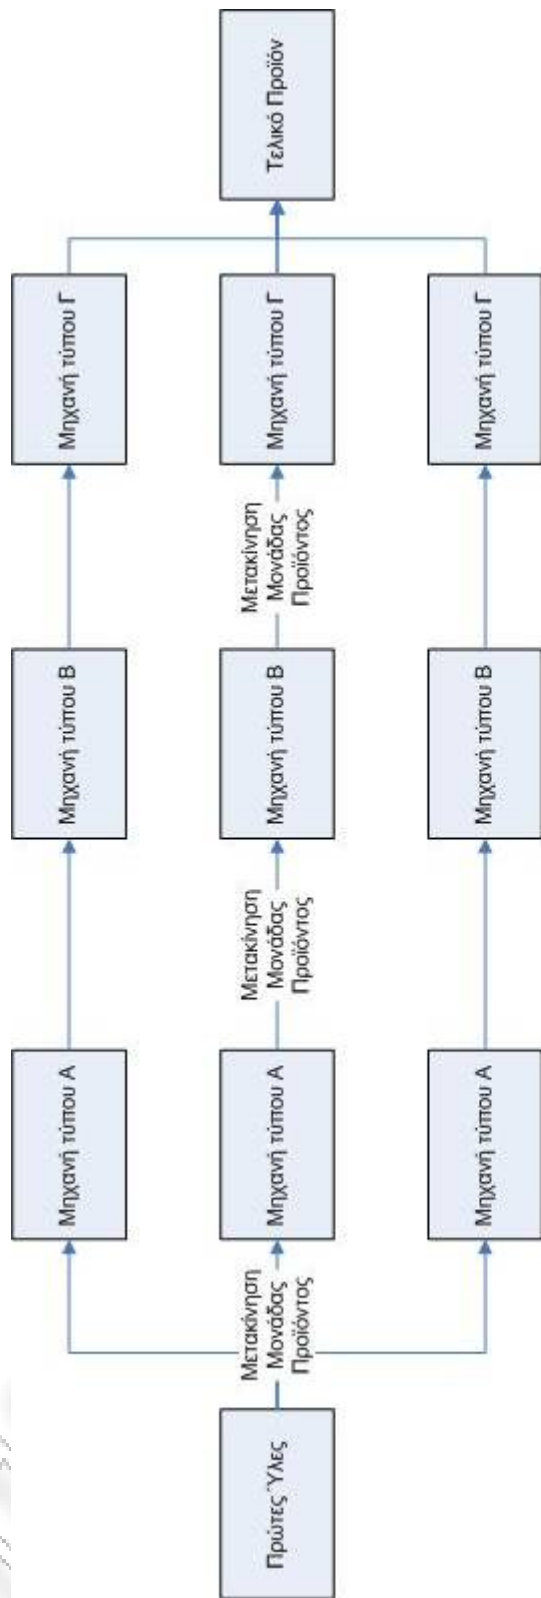 Πρώτες Ύλες
Μετακίνηση
Μονάδας
Προϊόντος
Μηχανή τύπου Α
Μηχανή τύπου Α
Μηχανή τύπου Α
Μετακίνηση
Μονάδας
Προϊόντος
Μηχανή τύπου Β
Μηχανή τύπου Β
Μηχανή τύπου Β
Μετακίνηση
Μονάδας
Προϊόντος
Μηχανή τύπου Γ
Μηχανή τύπου Γ
Μηχανή τύπου Γ
Τελικό Προϊόν